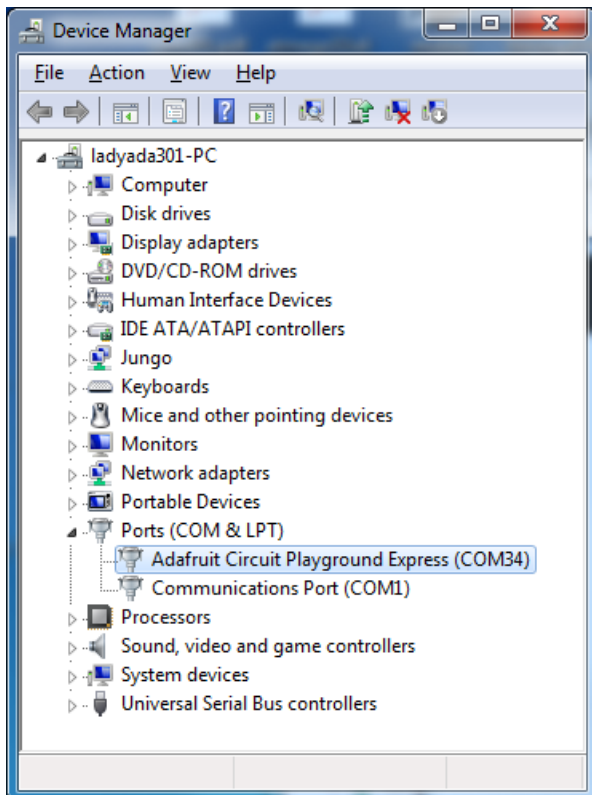 Device Manager
File Action View Help
ladyada301-PC
Computer
Disk drives
Display adapters
DVD/CD-ROM drives
Human Interface Devices
IDE ATA/ATAPI controllers
Jungo
Keyboards
Mice and other pointing devices
Monitors
Network adapters
Portable Devices
Ports (COM & LPT)
Adafruit Circuit Playground Express (COM34)
Communications Port (COM1)
Processors
Sound, video and game controllers
System devices
Universal Serial Bus controllers